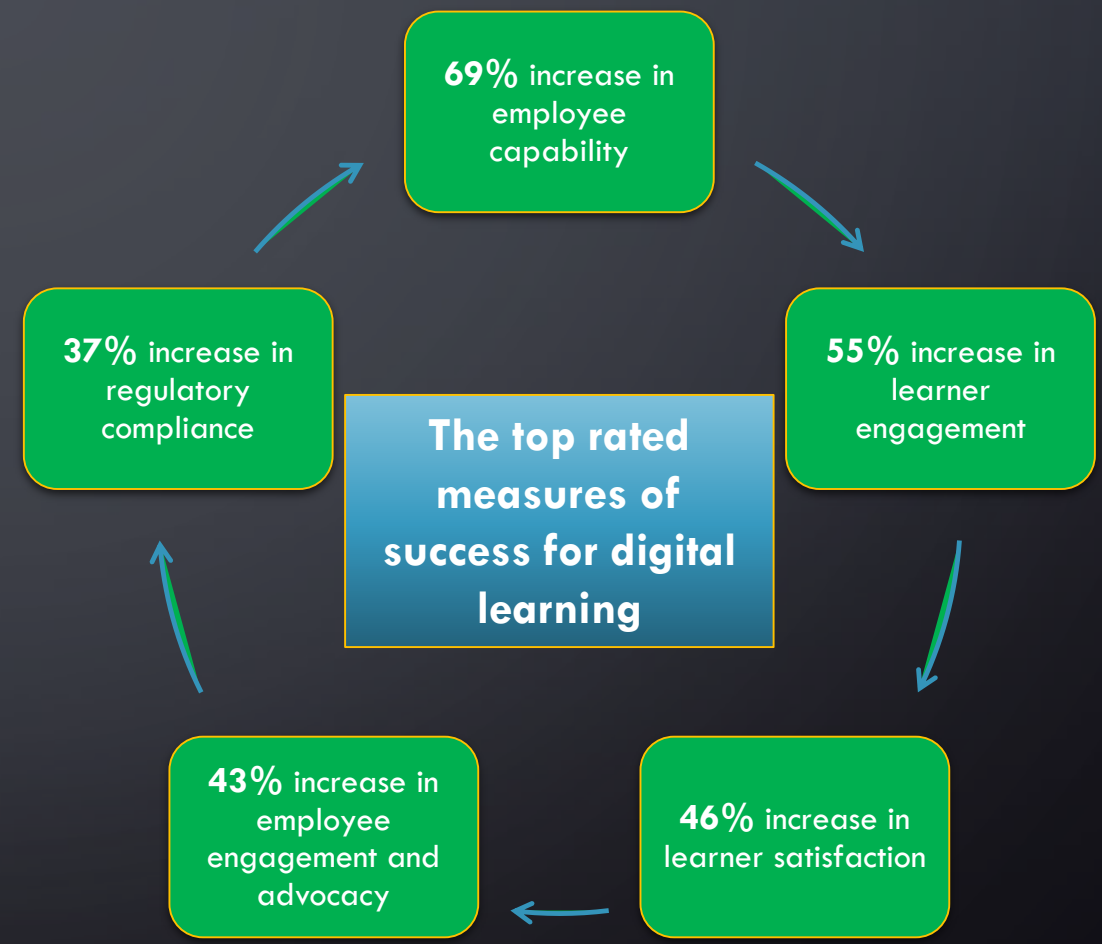 69% increase in
employee
capability
55% increase in
learner
engagement
46% increase in
learner satisfaction
43% increase in
employee
engagement and
advocacy
37% increase in
regulatory
compliance
The top rated
measures of
success for digital
learning